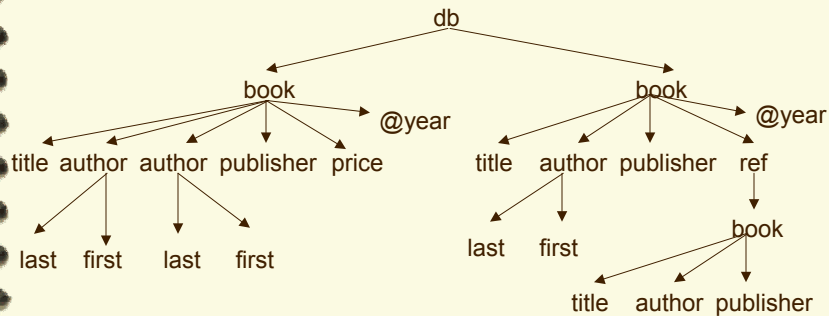 db
book book
@year @year
title author author publisher price title author publisher ref
last first last first last first
book
title author publisher